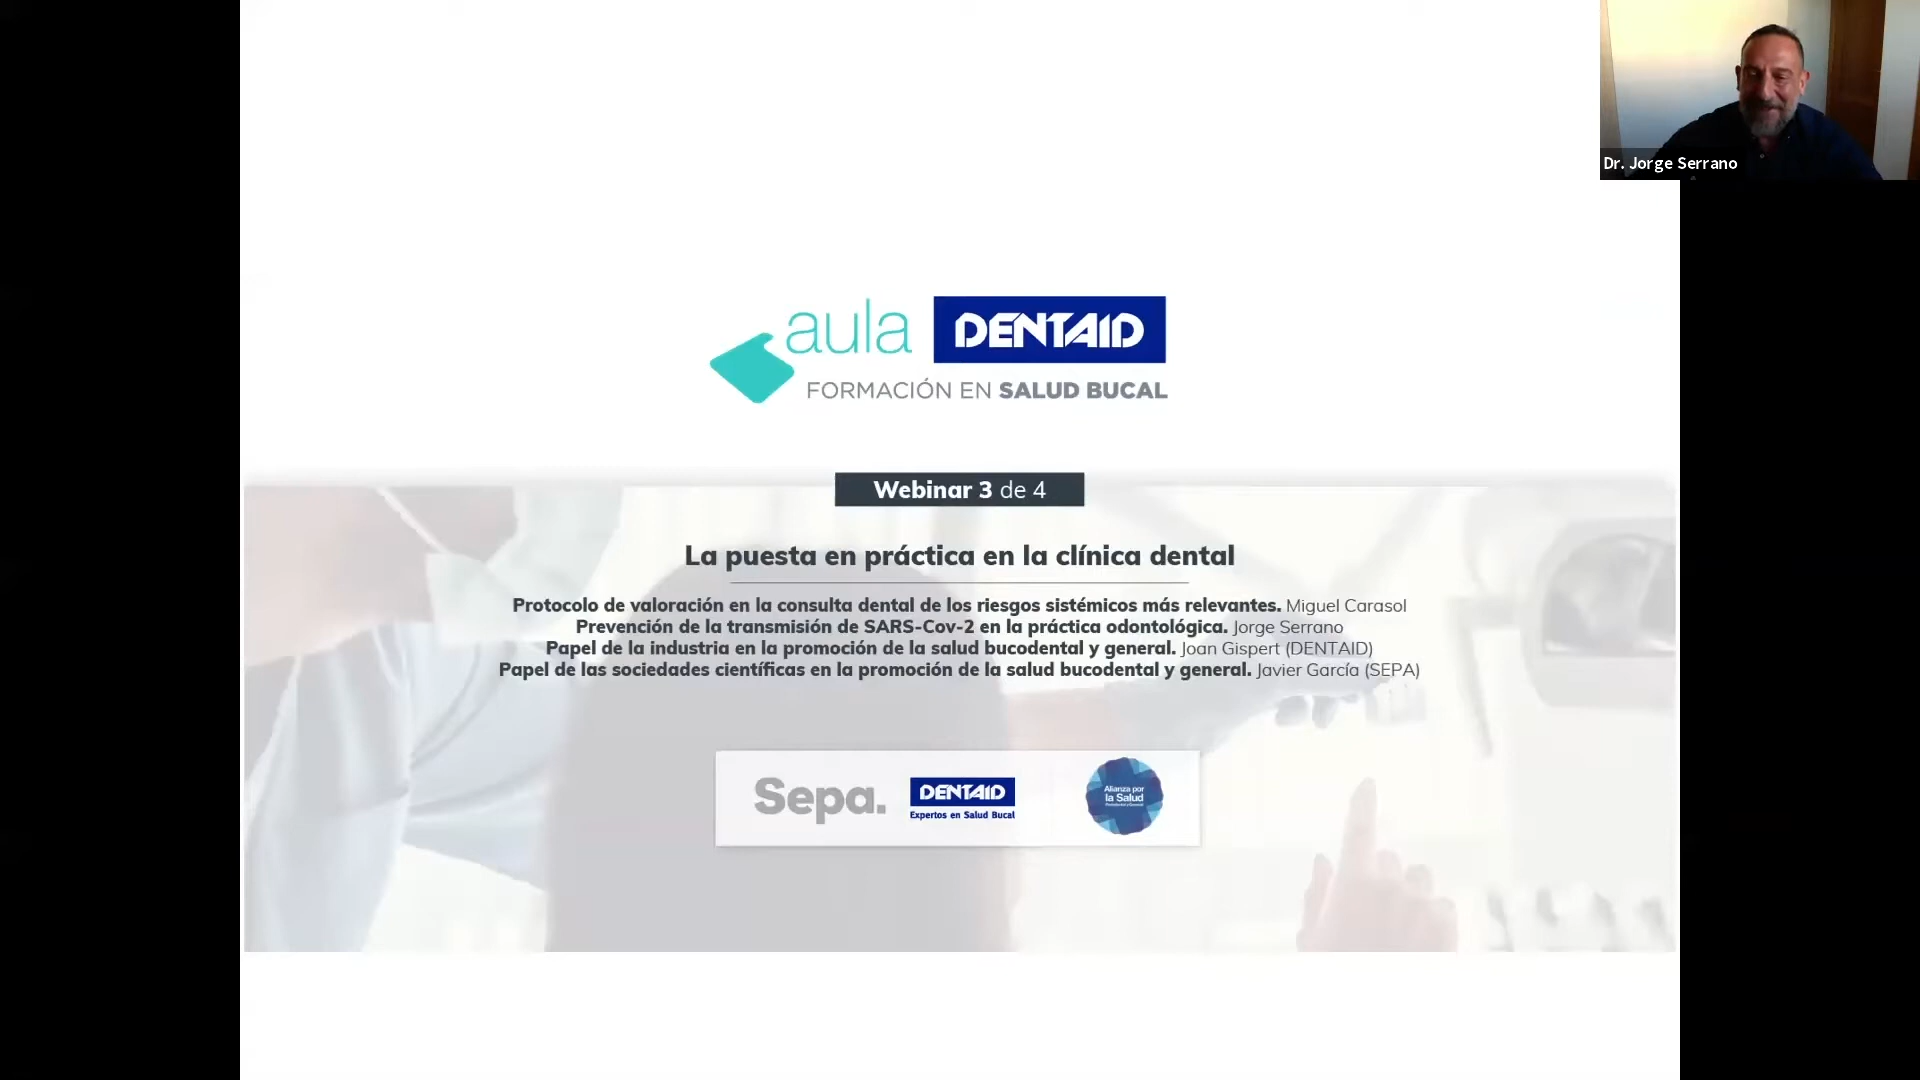 Dr. Jorge Serrano
aula DENTAID
FORMACIÓN EN SALUD BUCAL
Webinar 3 de 4
La puesta en práctica en la clínica dental
Protocolo de valoración en la consulta dental de los riesgos sistémicos más relevantes. Miguel Carasol
Prevención de la transmisión de SARS-Cov-2 en la práctica odontológica. Jorge Serrano
Papel de la industria en la promoción de la salud bucodental y general. Joan Gispert (DENTAID)
Papel de las sociedades científicas en la promoción de la salud bucodental y general. Javier García (SEPA)
Sepa.
DENTAID
Expertos en Salud Bucal
Alianza por
la Salud